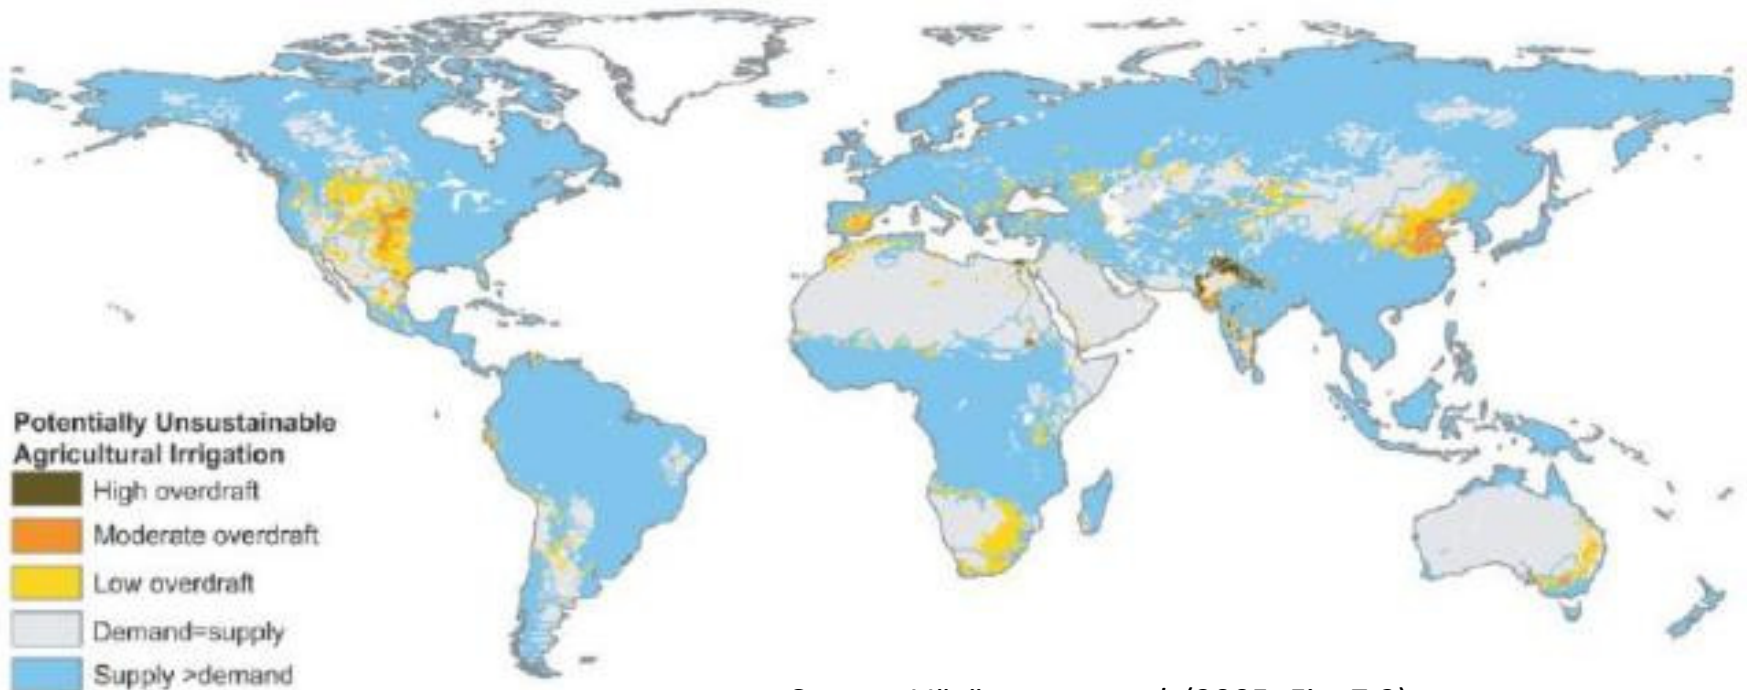 Potentially Unsustainable
Agricultural Irrigation
High overdraft
Moderate overdraft
Low overdraft
Demand=supply
Supply >demand